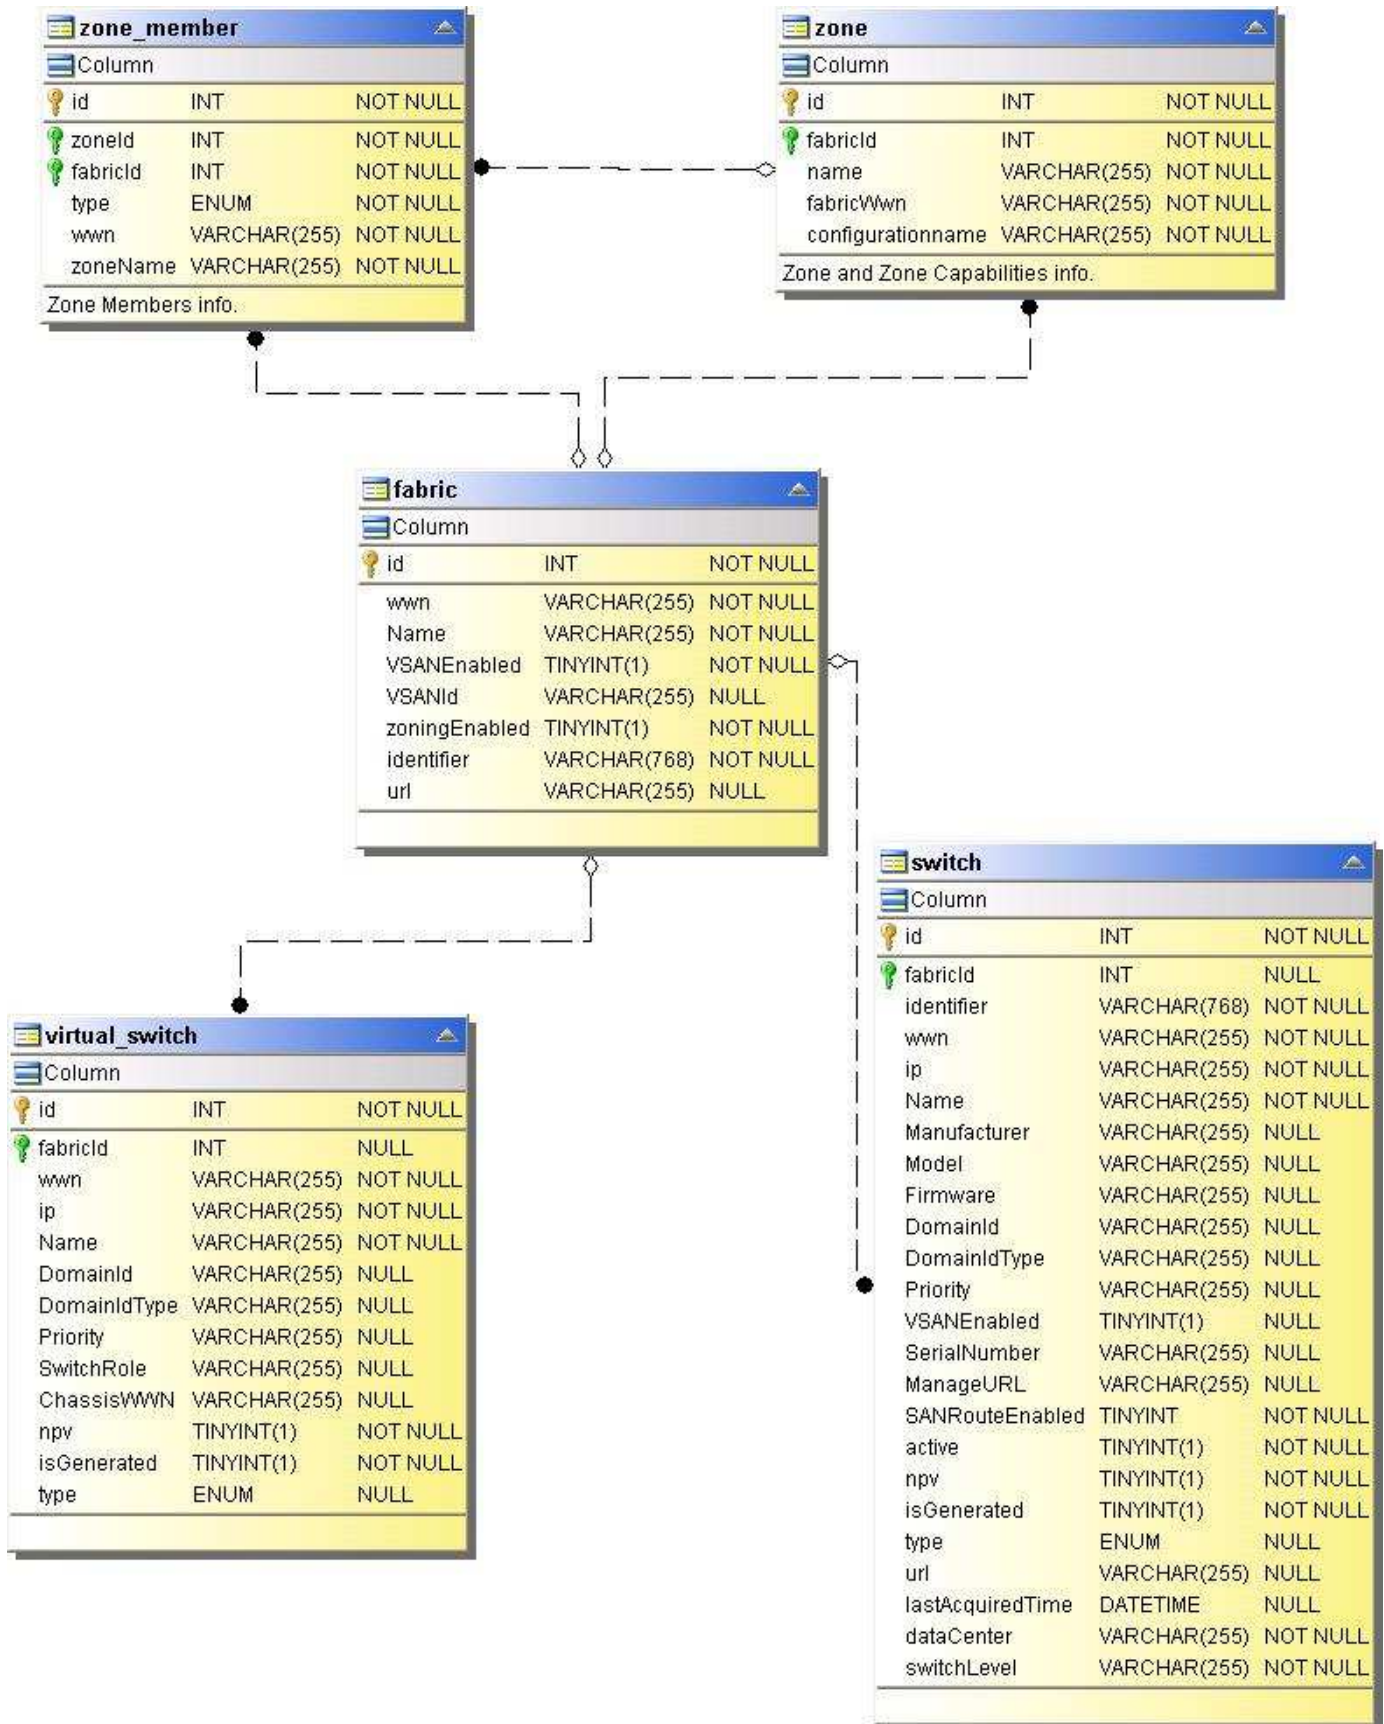 zone_member
Column
id INT NOT NULL
zoneId INT NOT NULL
fabricId INT NOT NULL
type ENUM NOT NULL
wwn VARCHAR(255) NOT NULL
zoneName VARCHAR(255) NOT NULL
Zone Members info.
zone
Column
id INT NOT NULL
fabricId INT NOT NULL
name VARCHAR(255) NOT NULL
fabricWwn VARCHAR(255) NOT NULL
configurationname VARCHAR(255) NOT NULL
Zone and Zone Capabilities info.
fabric
Column
id INT NOT NULL
wwn VARCHAR(255) NOT NULL
Name VARCHAR(255) NOT NULL
VSANEnabled TINYINT(1) NOT NULL
VSANId VARCHAR(255) NULL
zoningEnabled TINYINT(1) NOT NULL
identifier VARCHAR(768) NOT NULL
url VARCHAR(255) NULL
virtual_switch
Column
id INT NOT NULL
fabricId INT NULL
wwn VARCHAR(255) NOT NULL
ip VARCHAR(255) NOT NULL
Name VARCHAR(255) NOT NULL
DomainId VARCHAR(255) NULL
DomainIdType VARCHAR(255) NULL
Priority VARCHAR(255) NULL
SwitchRole VARCHAR(255) NULL
ChassisWWN VARCHAR(255) NULL
npv TINYINT(1) NOT NULL
isGenerated TINYINT(1) NOT NULL
type ENUM NULL
switch
Column
id INT NOT NULL
fabricId INT NULL
identifier VARCHAR(768) NOT NULL
wwn VARCHAR(255) NOT NULL
ip VARCHAR(255) NOT NULL
Name VARCHAR(255) NOT NULL
Manufacturer VARCHAR(255) NULL
Model VARCHAR(255) NULL
Firmware VARCHAR(255) NULL
DomainId VARCHAR(255) NULL
DomainIdType VARCHAR(255) NULL
Priority VARCHAR(255) NULL
VSANEnabled TINYINT(1) NULL
SerialNumber VARCHAR(255) NULL
ManageURL VARCHAR(255) NULL
SANRouteEnabled TINYINT NOT NULL
active TINYINT(1) NOT NULL
npv TINYINT(1) NOT NULL
isGenerated TINYINT(1) NOT NULL
type ENUM NULL
url VARCHAR(255) NULL
lastAcquiredTime DATETIME NULL
dataCenter VARCHAR(255) NOT NULL
switchLevel VARCHAR(255) NOT NULL